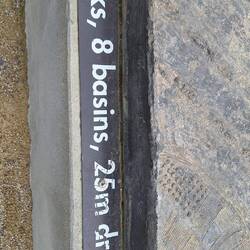 ks, 8 basins, 25m dr